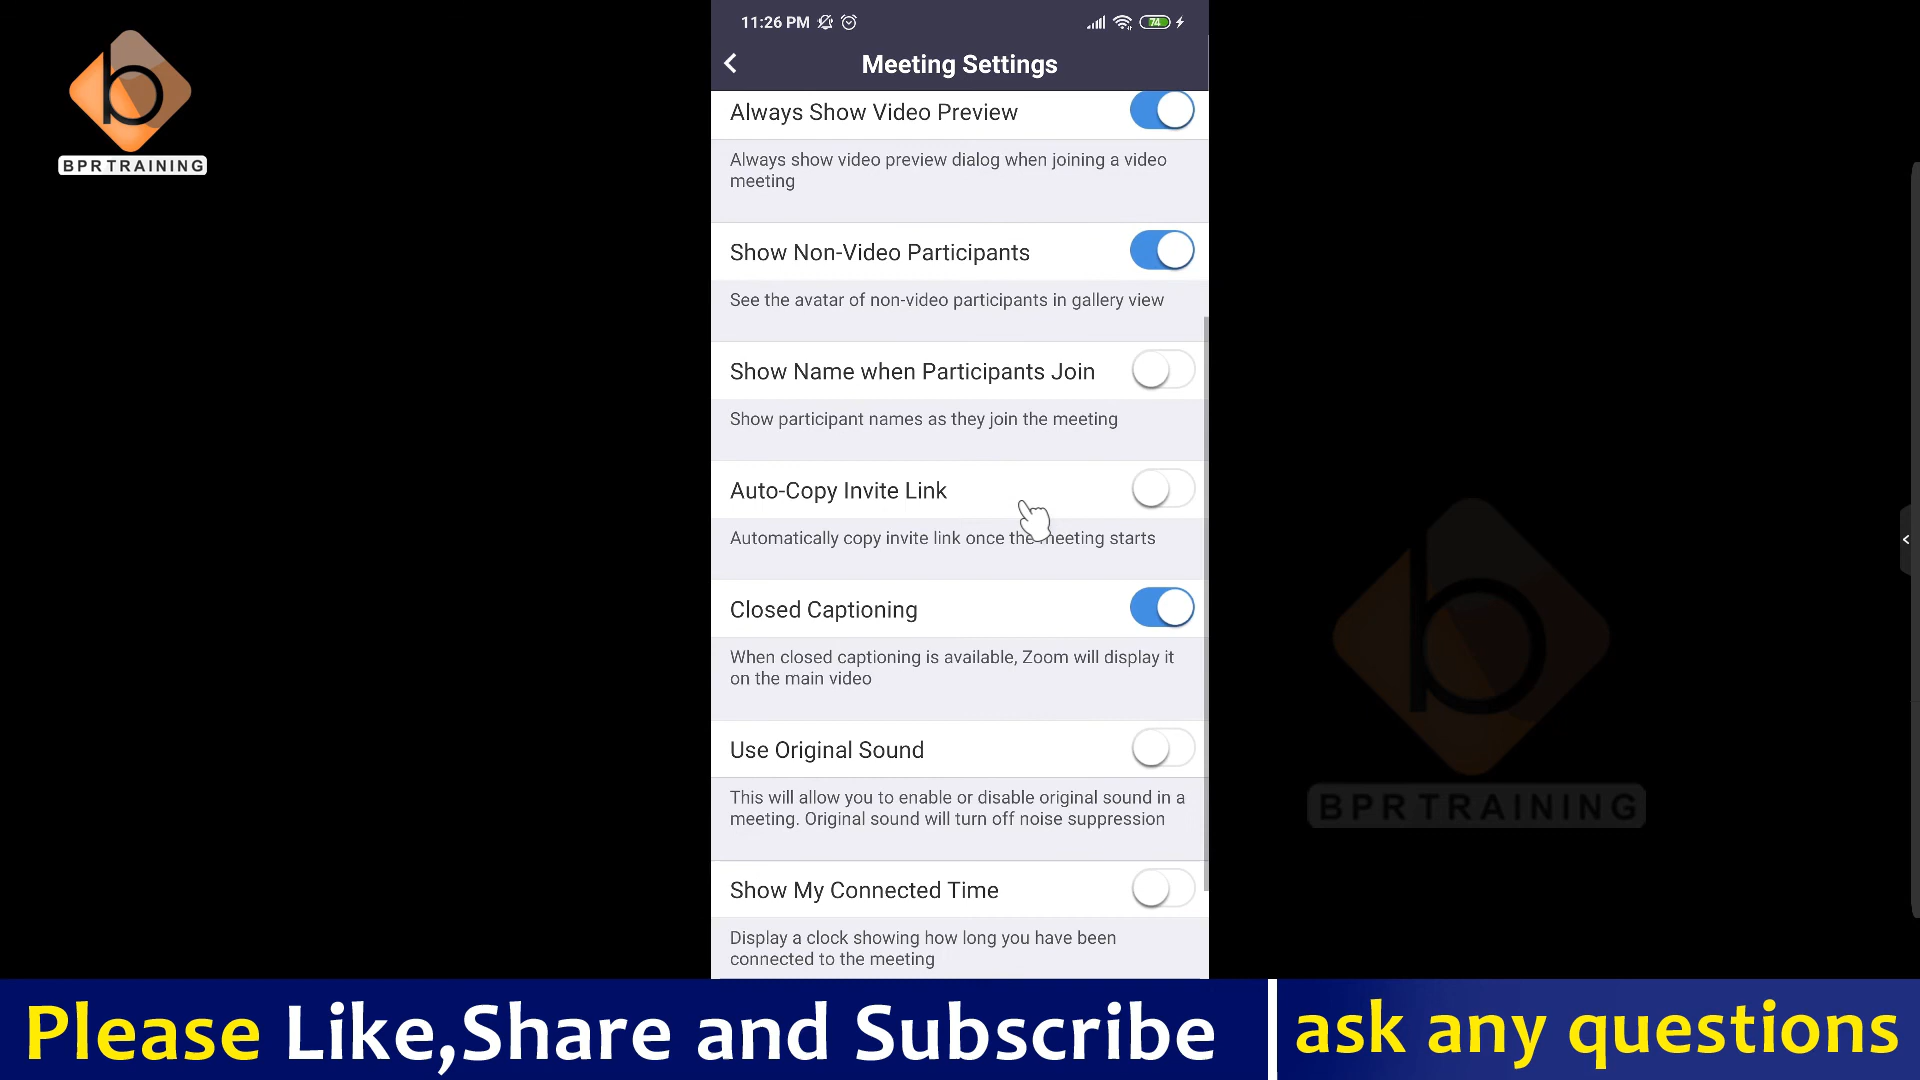 BPR TRAINING
11:26 PM
74
Meeting Settings
Always Show Video Preview
Always show video preview dialog when joining a video
meeting
Show Non-Video Participants
See the avatar of non-video participants in gallery view
Show Name when Participants Join
Show participant names as they join the meeting
Auto-Copy Invite Link
Automatically copy invite link once the meeting starts
Closed Captioning
When closed captioning is available, Zoom will display it
on the main video
Use Original Sound
This will allow you to enable or disable original sound in a
meeting. Original sound will turn off noise suppression
Show My Connected Time
Display a clock showing how long you have been
connected to the meeting
BPR TRAINING
Please Like,Share and Subscribe
ask any questions